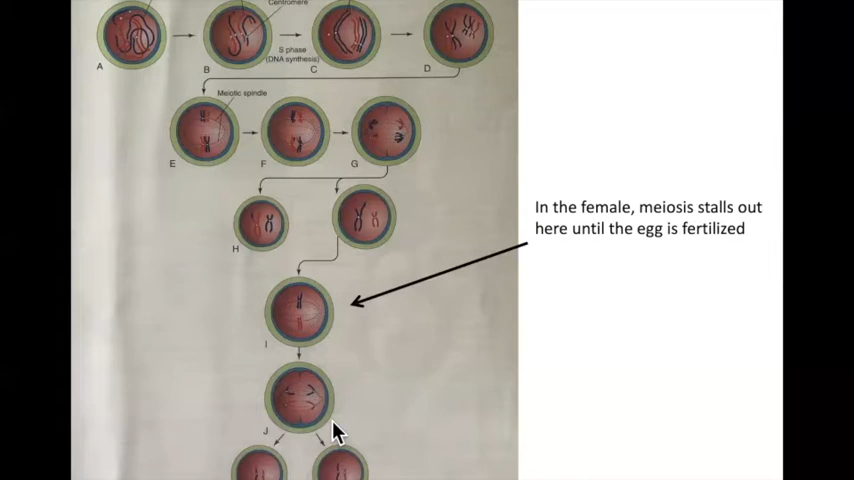 Centromere
A
B
S phase
(DNA synthesis)
C
D
Meiotic spindle
E
F
G
In the female, meiosis stalls out
here until the egg is fertilized
H
I
J